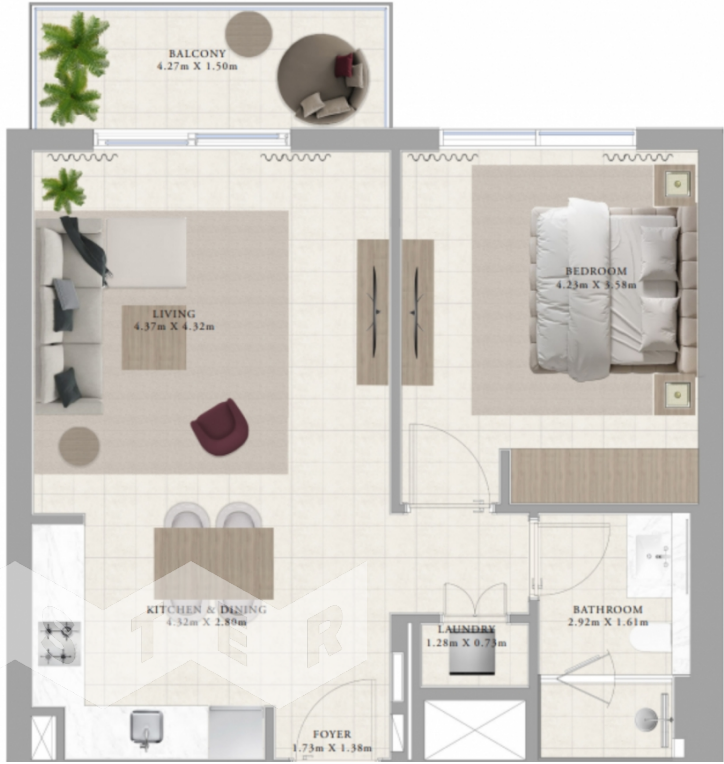 BALCONY
4.27m X 1.50m
LIVING
4.37m X 4.32m
BEDROOM
4.23m X 3.58m
KITCHEN & DINING
4.32m X 2.80m
BATHROOM
2.92m X 1.61m
LAUNDRY
1.28m X 0.73m
FOYER
1.73m X 1.38m
TER